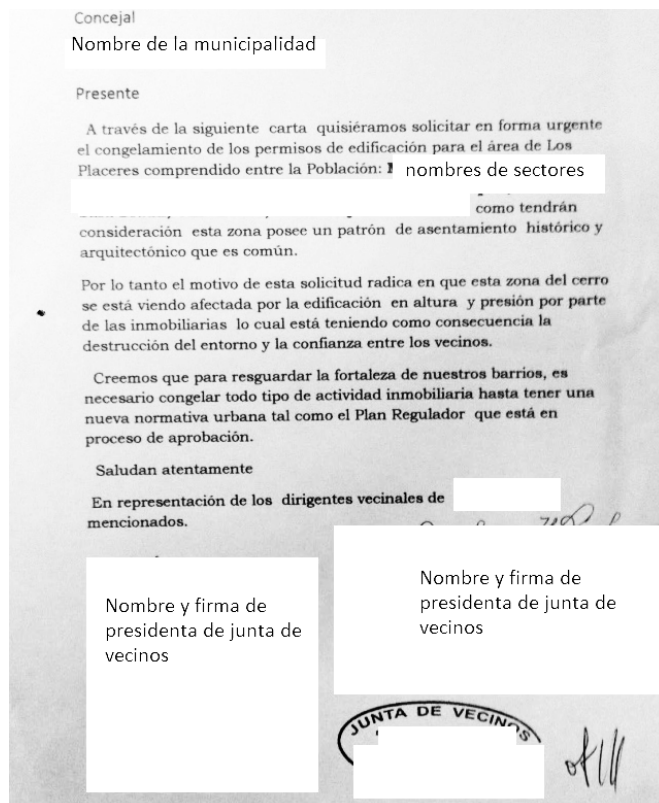 Concejal
Nombre de la municipalidad
Presente
A través de la siguiente carta quisiéramos solicitar en forma urgente
el congelamiento de los permisos de edificación para el área de Los
Placeres comprendido entre la Población: nombres de sectores
como tendrán
consideración esta zona posee un patrón de asentamiento histórico y
arquitectónico que es común.
Por lo tanto el motivo de esta solicitud radica en que esta zona del cerro
se está viendo afectada por la edificación en altura y presión por parte
de las inmobiliarias lo cual está teniendo como consecuencia la
destrucción del entorno y la confianza entre los vecinos.
Creemos que para resguardar la fortaleza de nuestros barrios, es
necesario congelar todo tipo de actividad inmobiliaria hasta tener una
nueva normativa urbana tal como el Plan Regulador que está en
proceso de aprobación.
Saludan atentamente
En representación de los dirigentes vecinales de
mencionados.
Nombre y firma de
presidenta de junta de
vecinos
Nombre y firma de
presidenta de junta de
vecinos
JUNTA DE VECINOS